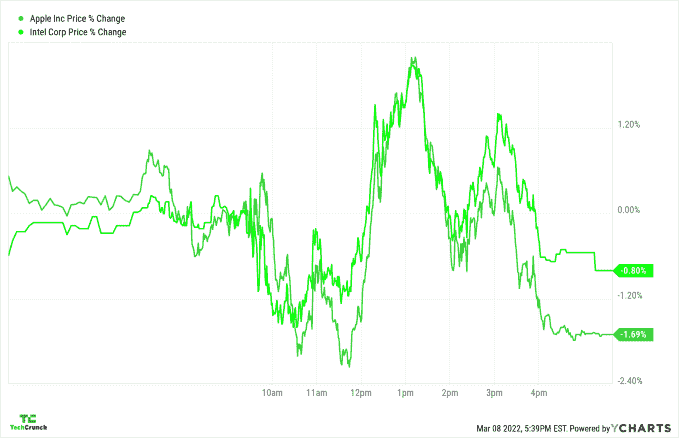 Apple Inc Price % Change
Intel Corp Price % Change
1.20%
0.00%
-0.80%
-1.20%
-1.69%
-2.40%
10am 11am 12pm 1pm 2pm 3pm 4pm
TC
TechCrunch
Mar 08 2022, 5:39PM EST. Powered by YCHARTS